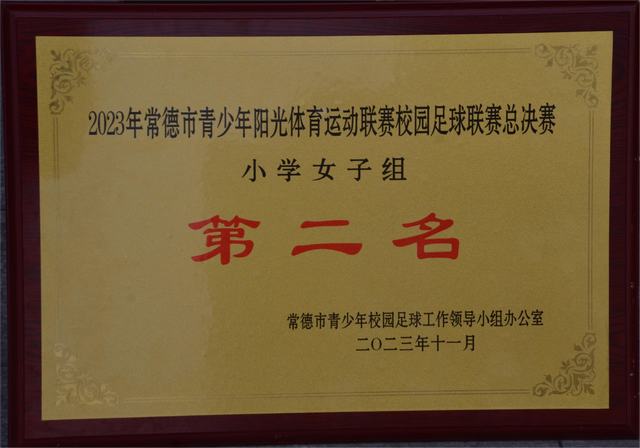 2023年常德市青少年阳光体育运动联赛校园足球联赛总决赛
小学女子组
第二名
常德市青少年校园足球工作领导小组办公室
二〇二三年十一月